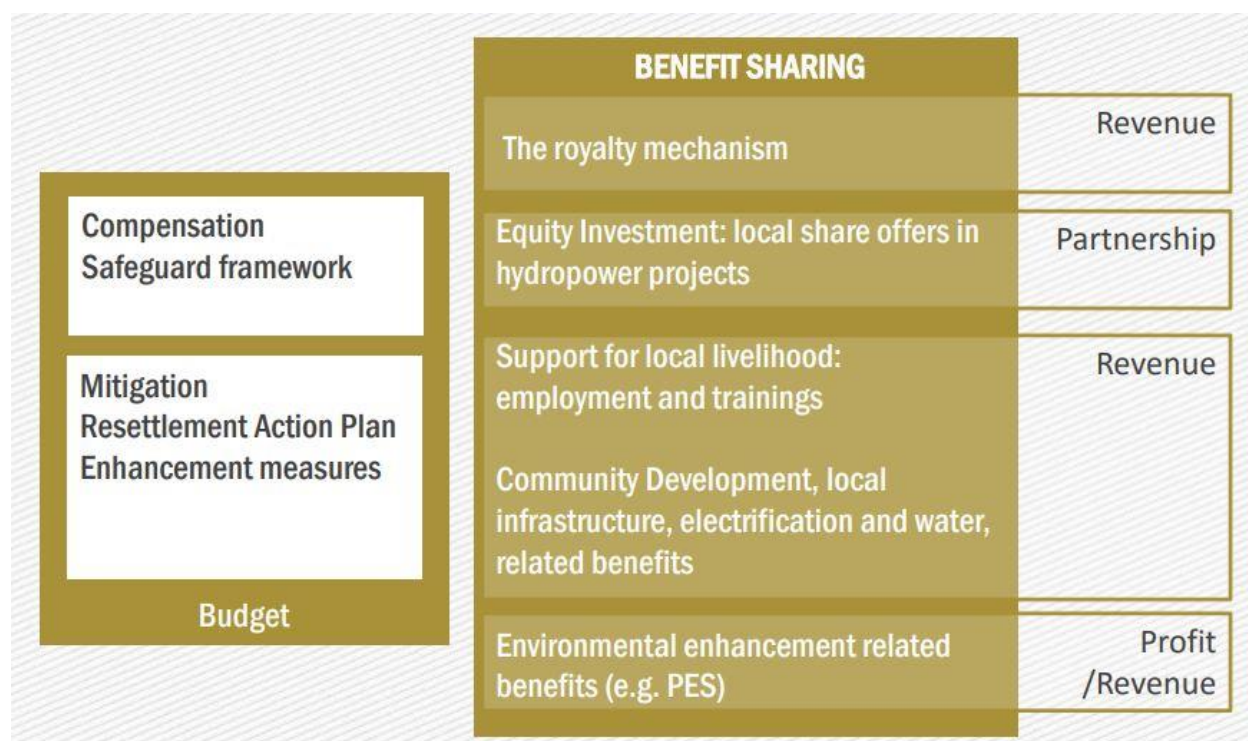 Compensation
Safeguard framework
Mitigation
Resettlement Action Plan
Enhancement measures
Budget
BENEFIT SHARING
The royalty mechanism
Revenue
Equity Investment: local share offers in
hydropower projects
Partnership
Support for local livelihood:
employment and trainings
Community Development, local
infrastructure, electrification and water,
related benefits
Revenue
Environmental enhancement related
benefits (e.g. PES)
Profit
/Revenue